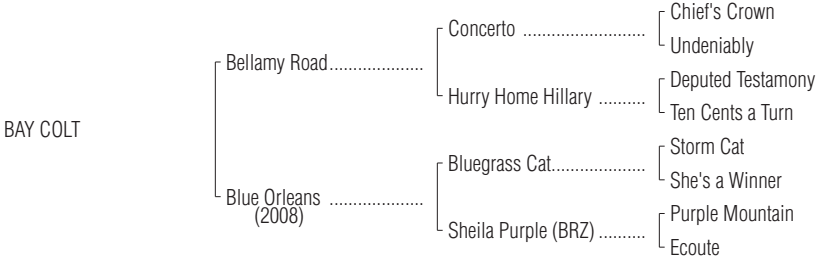 Chief's Crown
Concerto ..........................
Undeniably
Bellamy Road....................
Deputed Testamony
Hurry Home Hillary ..........
Ten Cents a Turn
BAY COLT
Storm Cat
Bluegrass Cat....................
She's a Winner
Blue Orleans ....................
(2008)
Purple Mountain
Sheila Purple (BRZ) ..........
Ecoute